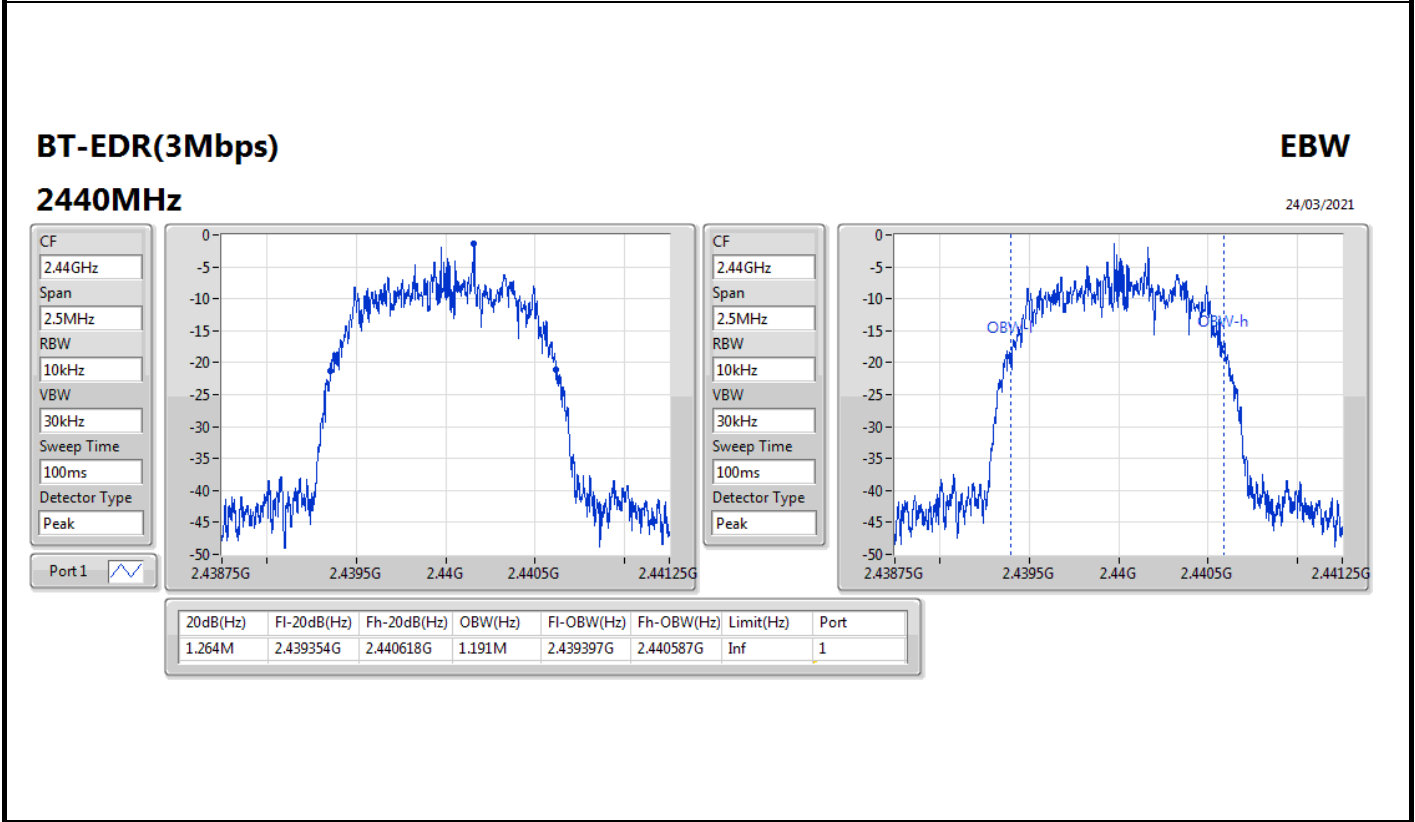 BT-EDR(3Mbps)
EBW
2440MHz
24/03/2021
CF
2.44GHz
Span
2.5MHz
RBW
10kHz
VBW
30kHz
Sweep Time
100ms
Detector Type
Peak
Port 1
0
-5
-10
-15
-20
-25
-30
-35
-40
-45
-50
2.43875G 2.4395G 2.44G 2.4405G 2.44125G
CF
2.44GHz
Span
2.5MHz
RBW
10kHz
VBW
30kHz
Sweep Time
100ms
Detector Type
Peak
0
-5
-10
-15
-20
-25
-30
-35
-40
-45
-50
OBW-l
OBW-h
2.43875G 2.4395G 2.44G 2.4405G 2.44125G
20dB(Hz) Fl-20dB(Hz) Fh-20dB(Hz) OBW(Hz) Fl-OBW(Hz) Fh-OBW(Hz) Limit(Hz) Port
1.264M 2.439354G 2.440618G 1.191M 2.439397G 2.440587G Inf 1